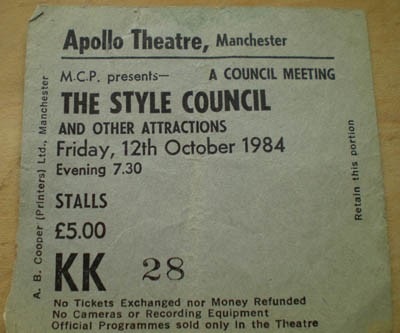 Apollo Theatre, Manchester
M.C.P. presents— A COUNCIL MEETING
THE STYLE COUNCIL
AND OTHER ATTRACTIONS
Friday, 12th October 1984
Evening 7.30
STALLS
£5.00
KK 28
No Tickets Exchanged nor Money Refunded
No Cameras or Recording Equipment
Official Programmes sold only in the Theatre
A. B. Cooper (Printers) Ltd., Manchester
Retain this portion